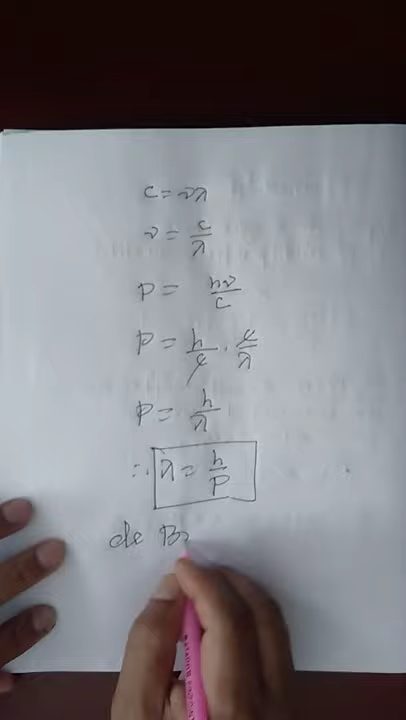 c = νλ
ν = c/λ
P = hν/c
P = h/c . c/λ
P = h/λ
∴ λ = h/P
de Br